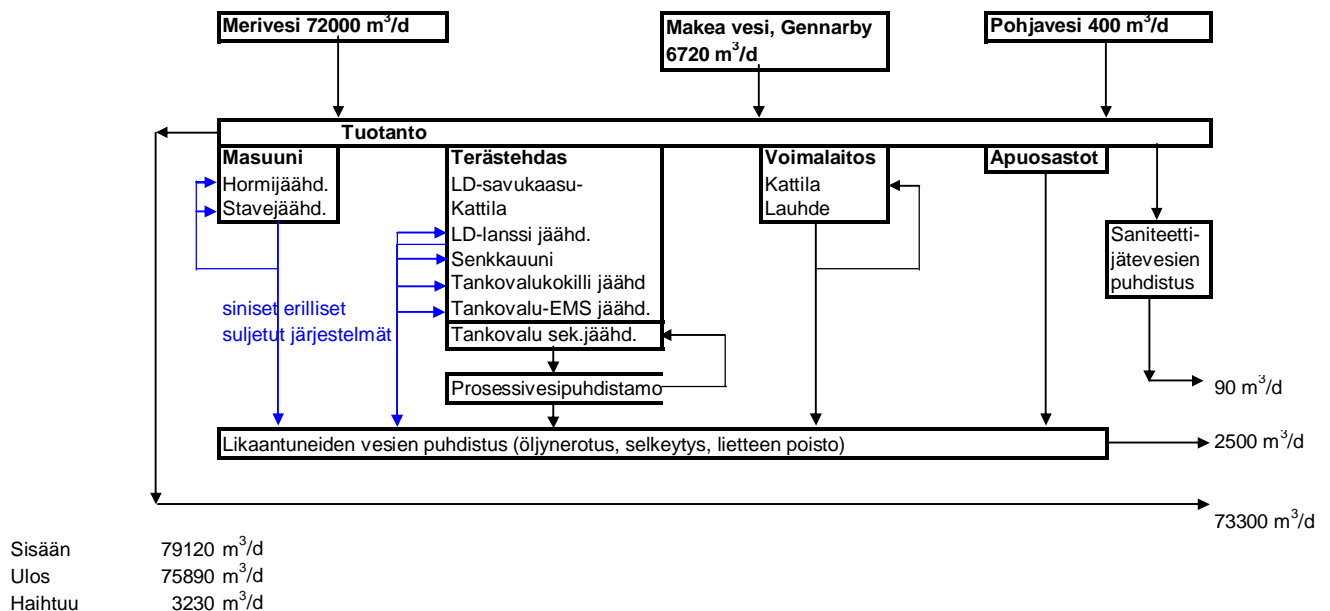 Merivesi 72000 m³/d
Makea vesi, Gennarby
6720 m³/d
Pohjavesi 400 m³/d
Tuotanto
Masuuni
Hormijäähd.
Stavejäähd.
Terästehdas
LD-savukaasu-
Kattila
LD-lanssi jäähd.
Senkkauuni
Tankovalukokilli jäähd
Tankovalu-EMS jäähd.
Tankovalu sek.jäähd.
Voimalaitos
Kattila
Lauhde
Apuosastot
Saniteetti-
jätevesien
puhdistus
siniset erilliset
suljetut järjestelmät
Prosessivesipuhdistamo
90 m³/d
Likaantuneiden vesien puhdistus (öljynerotus, selkeytys, lietteen poisto)
2500 m³/d
73300 m³/d
Sisään 79120 m³/d
Ulos 75890 m³/d
Haihtuu 3230 m³/d